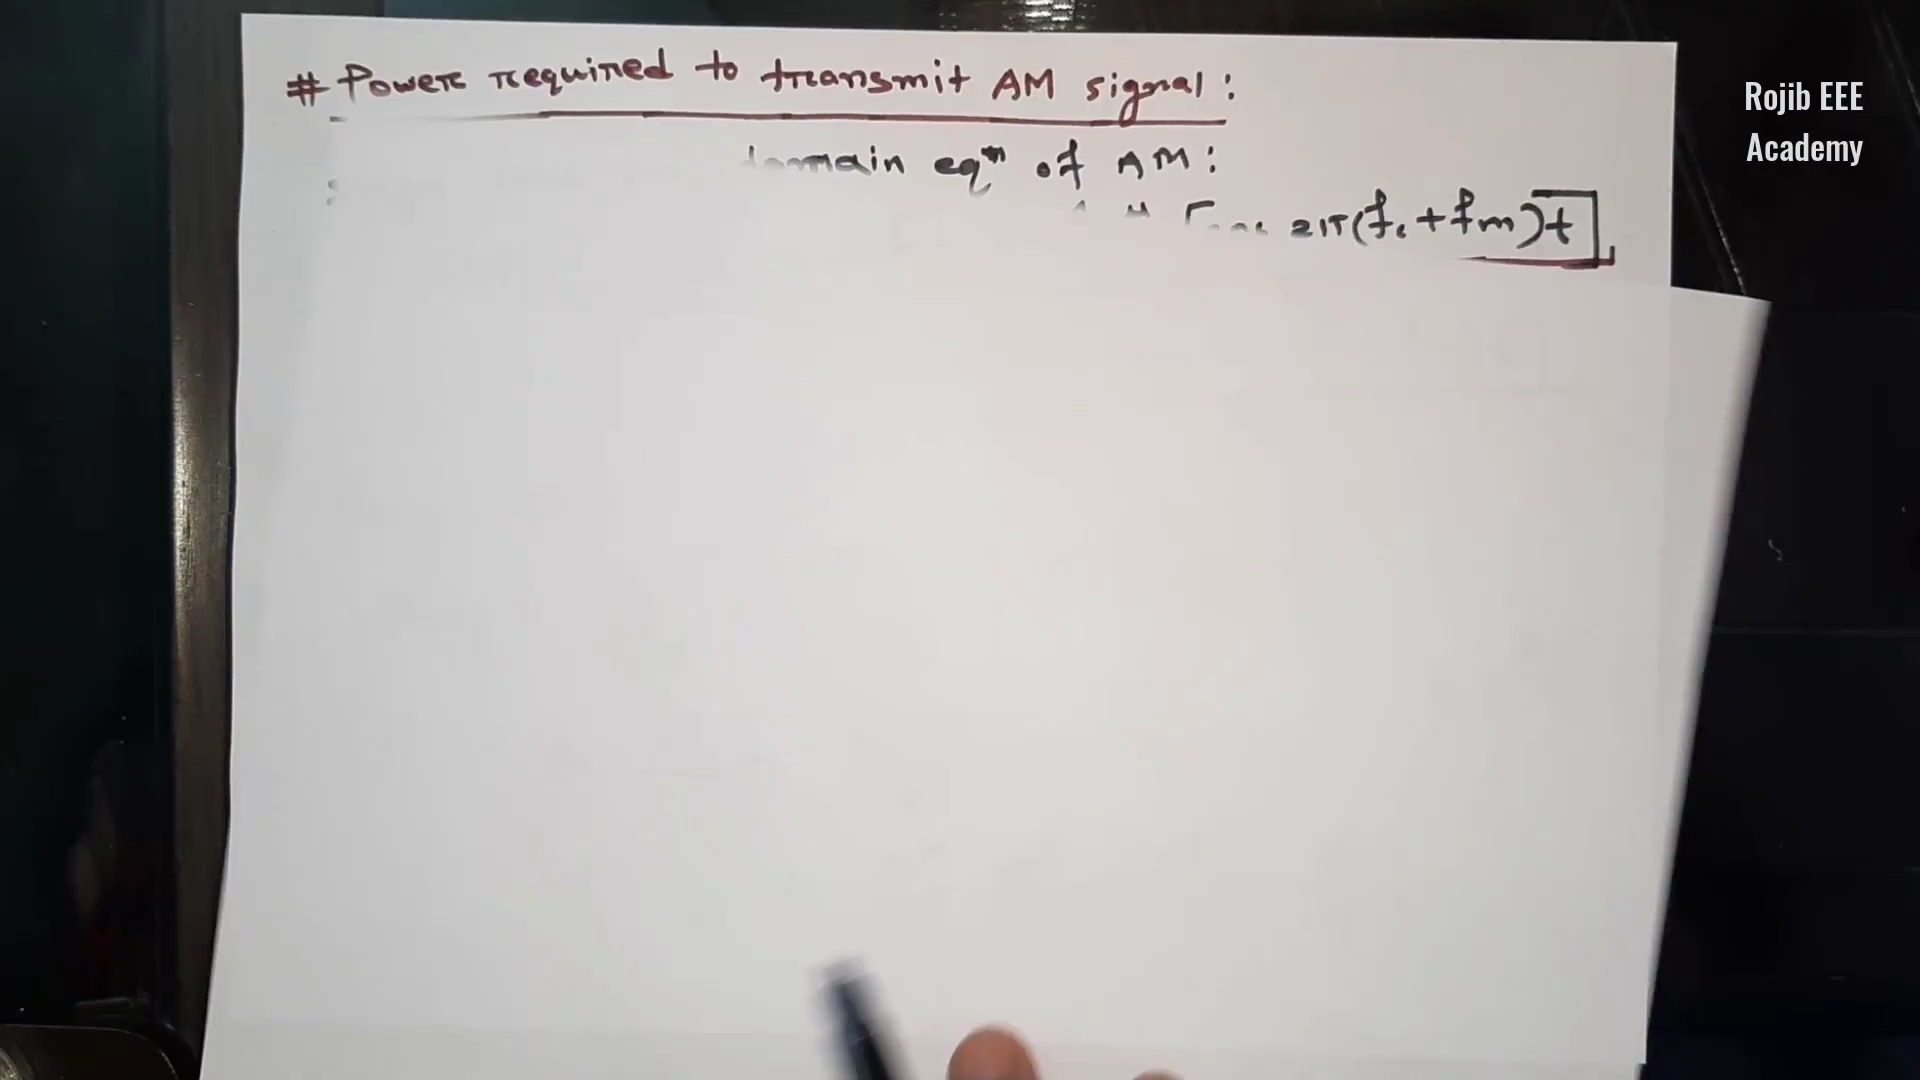 # Power required to transmit AM signal:
domain eqn of AM:
2π(fc+fm)t]
Rojib EEE
Academy